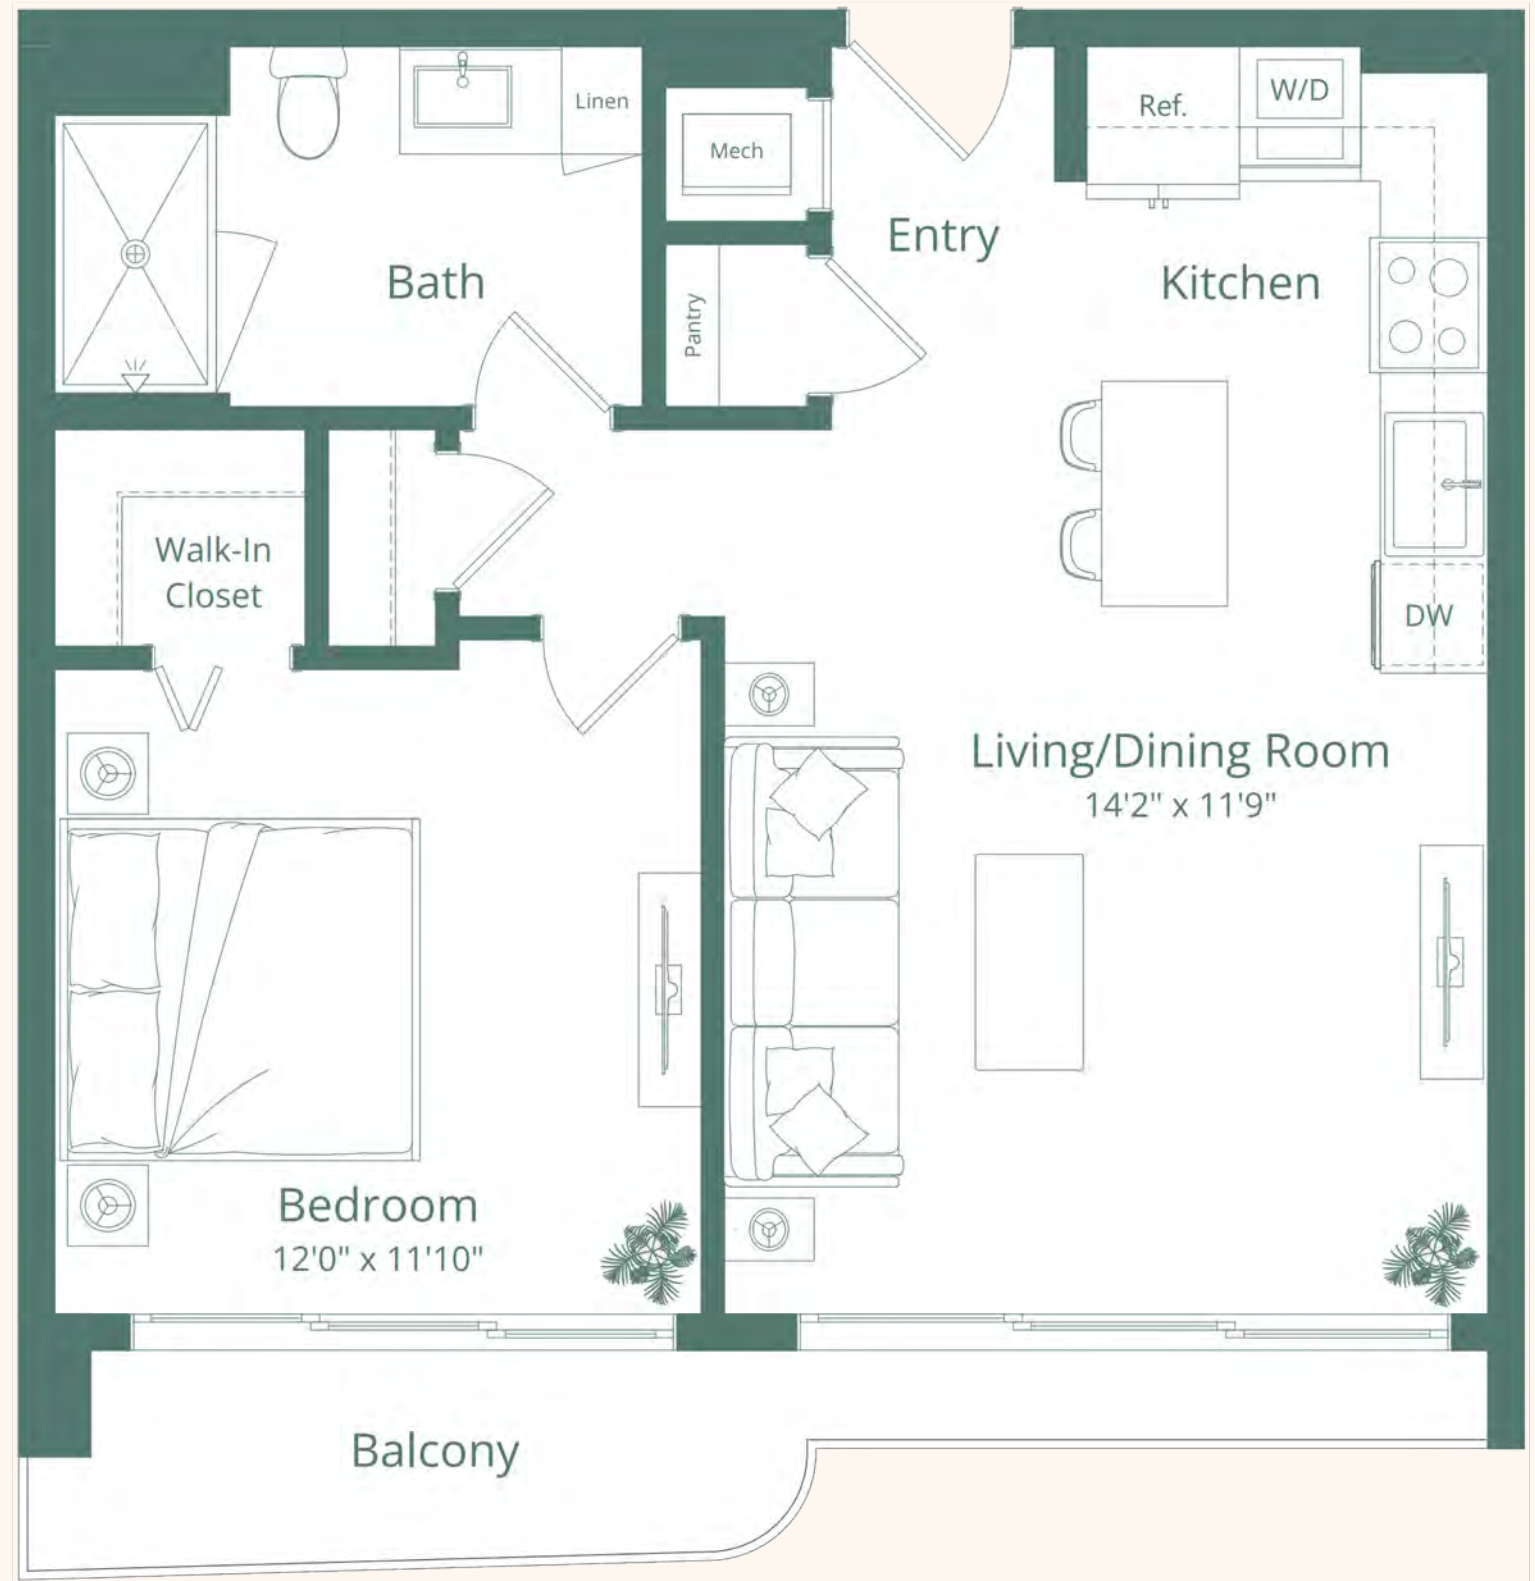 Linen
W/D
Ref.
Mech
Entry
Bath
Kitchen
Pantry
Walk-In
Closet
DW
Living/Dining Room
14'2" x 11'9"
Bedroom
12'0" x 11'10"
Balcony